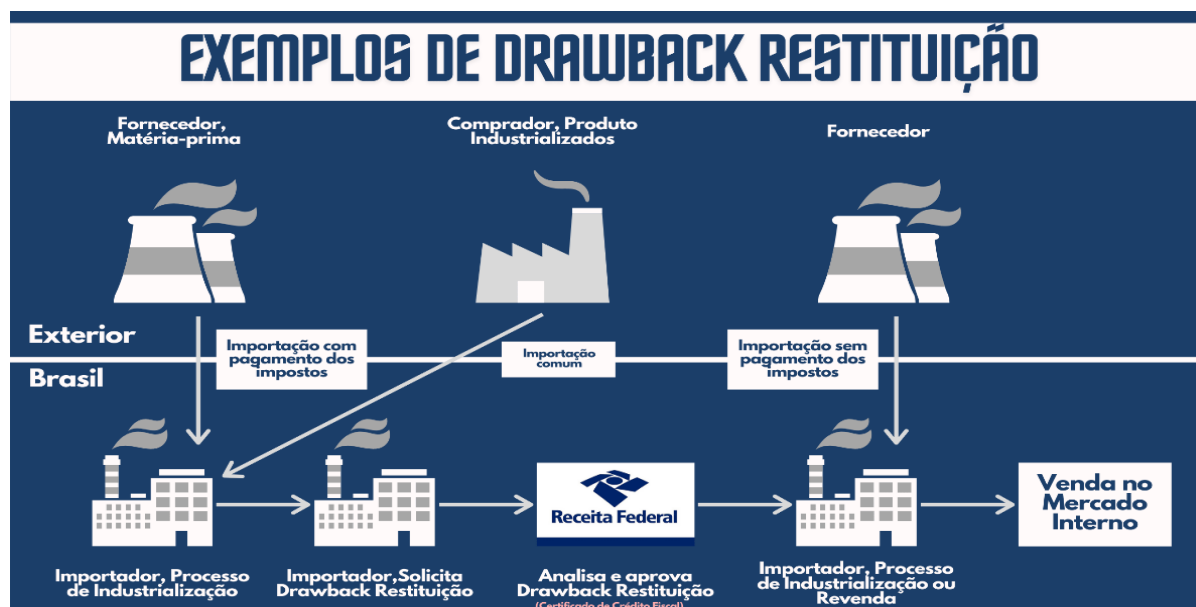 EXEMPLOS DE DRAWBACK RESTITUIÇÃO
Fornecedor,
Matéria-prima
Comprador, Produto
Industrializados
Fornecedor
Exterior
Importação com
pagamento dos
impostos
Importação
comum
Importação sem
pagamento dos
impostos
Brasil
Receita Federal
Venda no
Mercado
Interno
Importador, Processo
de Industrialização
Importador,Solicita
Drawback Restituição
Analisa e aprova
Drawback Restituição
(Certificado de Crédito Fiscal)
Importador, Processo
de Industrialização ou
Revenda